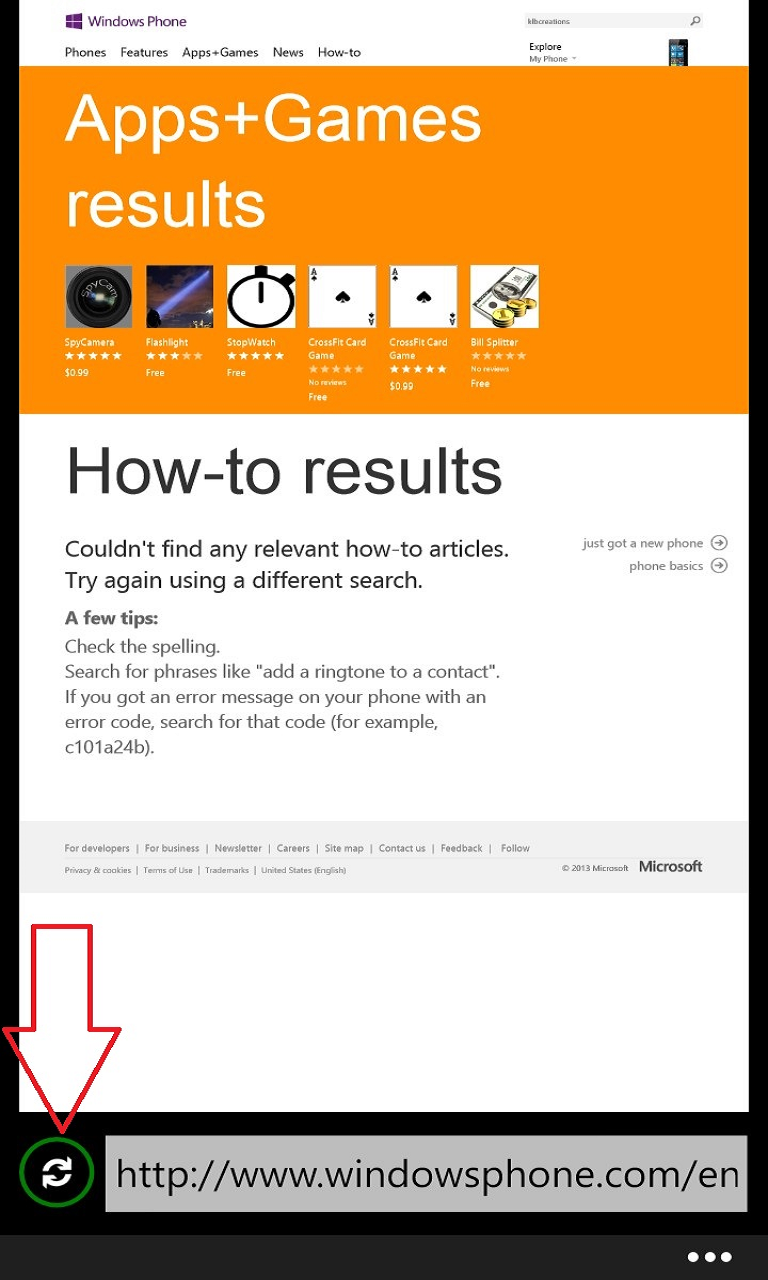 Windows Phone
klbcreations
Phones Features Apps+Games News How-to
Explore
My Phone
Apps+Games
results
SpyCam
A
A
A
A
SpyCamera
$0.99
Flashlight
Free
StopWatch
Free
CrossFit Card
Game
No reviews
Free
CrossFit Card
Game
$0.99
Bill Splitter
No reviews
Free
How-to results
Couldn't find any relevant how-to articles.
Try again using a different search.
just got a new phone
phone basics
A few tips:
Check the spelling.
Search for phrases like "add a ringtone to a contact".
If you got an error message on your phone with an
error code, search for that code (for example,
c101a24b).
For developers | For business | Newsletter | Careers | Site map | Contact us | Feedback | Follow
Privacy & cookies | Terms of Use | Trademarks | United States (English)
© 2013 Microsoft Microsoft
http://www.windowsphone.com/en